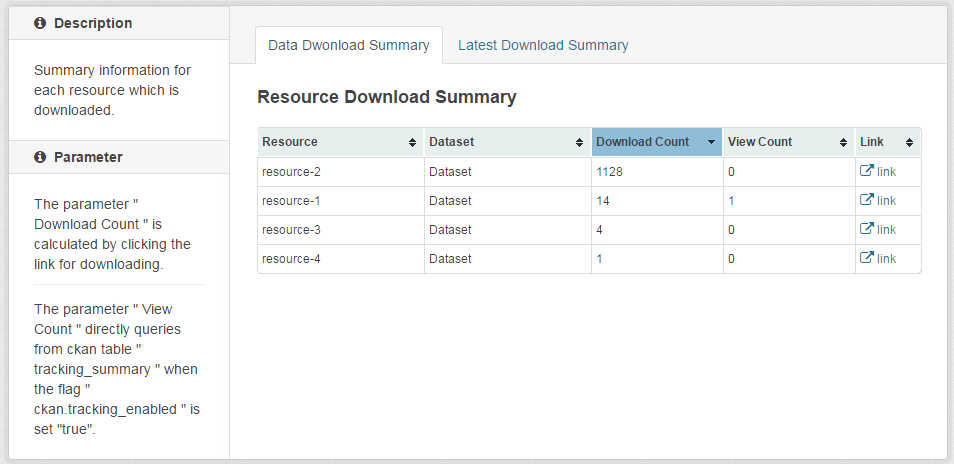 Description
Summary information for
each resource which is
downloaded.
Parameter
The parameter "
Download Count " is
calculated by clicking the
link for downloading.
The parameter " View
Count " directly queries
from ckan table "
tracking_summary " when
the flag "
ckan.tracking_enabled " is
set "true".
Data Dwonload Summary Latest Download Summary
Resource Download Summary
Resource Dataset Download Count View Count Link
resource-2 Dataset 1128 0 link
resource-1 Dataset 14 1 link
resource-3 Dataset 4 0 link
resource-4 Dataset 1 0 link